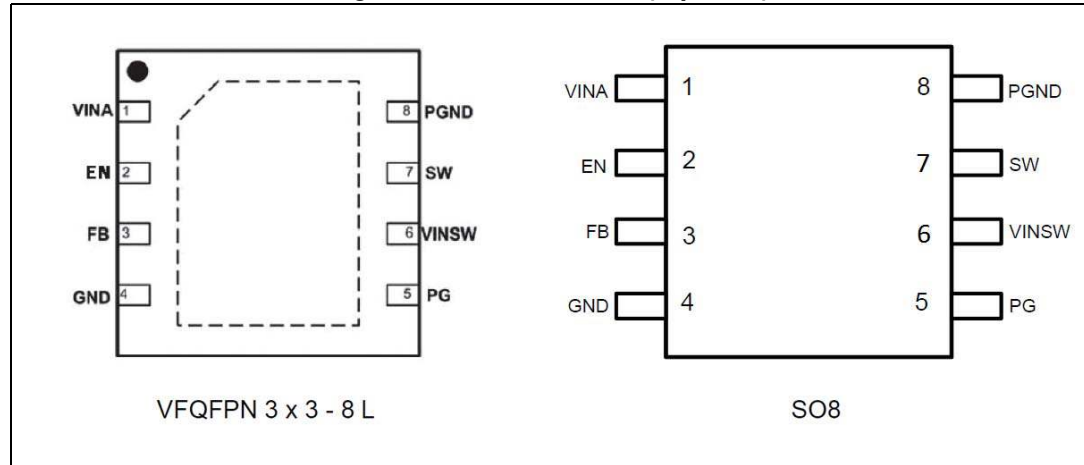 VINA 1
8 PGND
EN 2
7 SW
FB 3
6 VINSW
GND 4
5 PG
VFQFPN 3 x 3 - 8 L
VINA 1
8 PGND
EN 2
7 SW
FB 3
6 VINSW
GND 4
5 PG
SO8